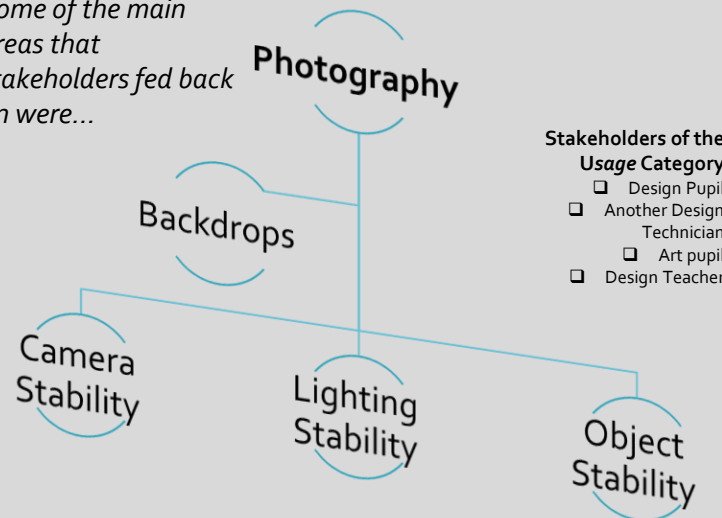 ome of the main
reas that
takeholders fed back
n were...
Photography
Backdrops
Camera
Stability
Lighting
Stability
Object
Stability
Stakeholders of the
Usage Category
❑ Design Pupil
❑ Another Design
Technician
❑ Art pupil
❑ Design Teacher